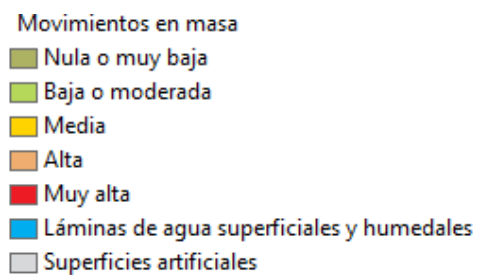 Movimientos en masa
Nula o muy baja
Baja o moderada
Media
Alta
Muy alta
Láminas de agua superficiales y humedales
Superficies artificiales